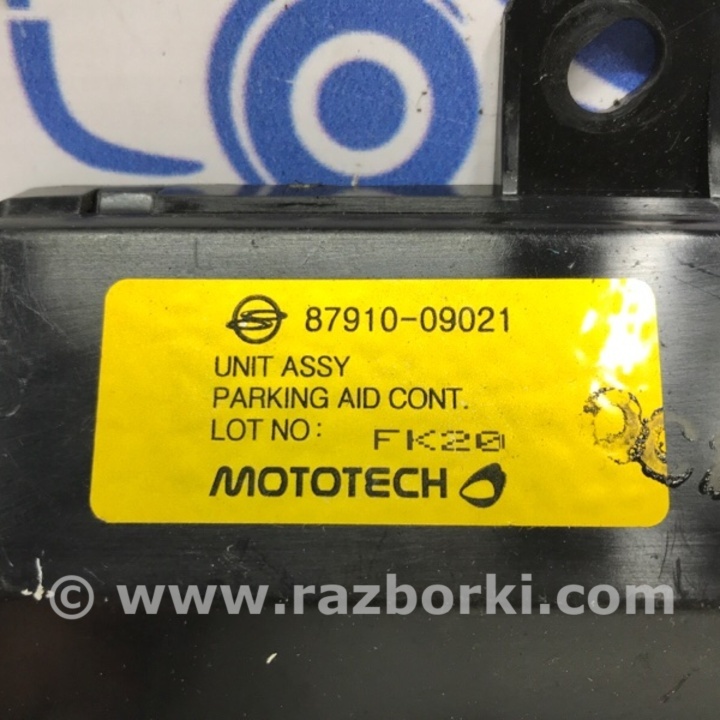 87910-09021
UNIT ASSY
PARKING AID CONT.
LOT NO: FK20
MOTOTECH
© www.razborki.com